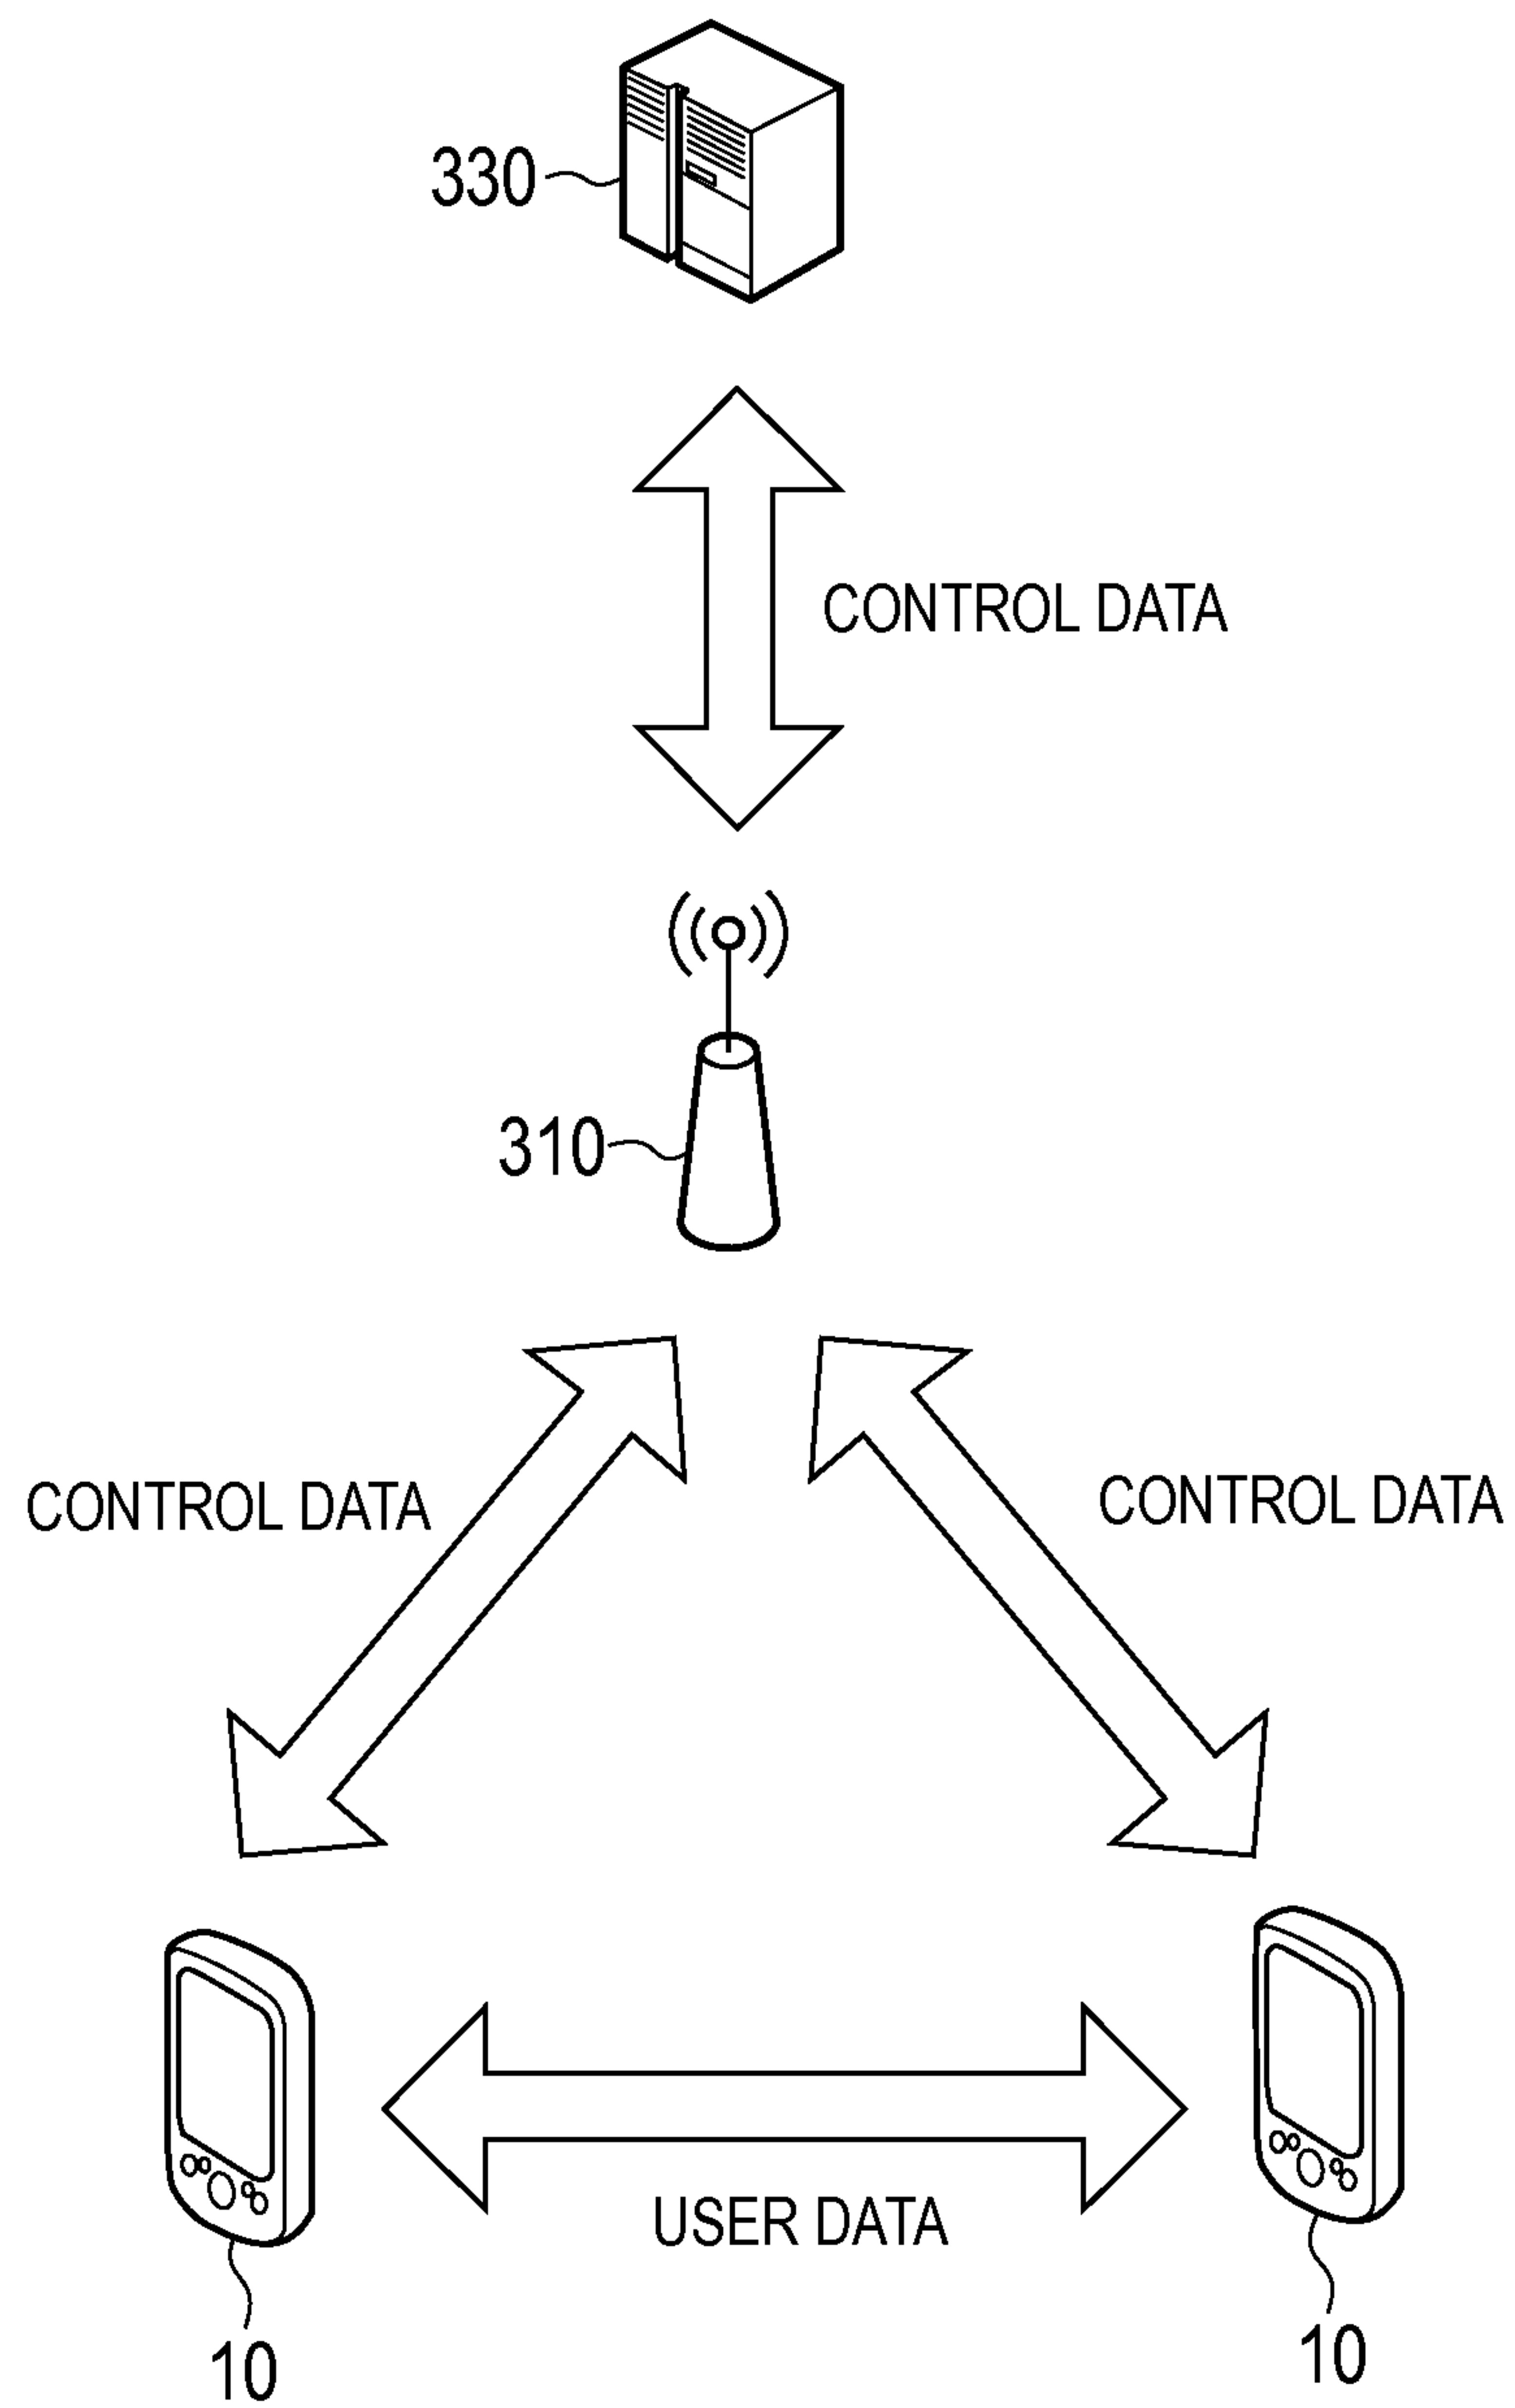 330
CONTROL DATA
310
CONTROL DATA
CONTROL DATA
USER DATA
10
10